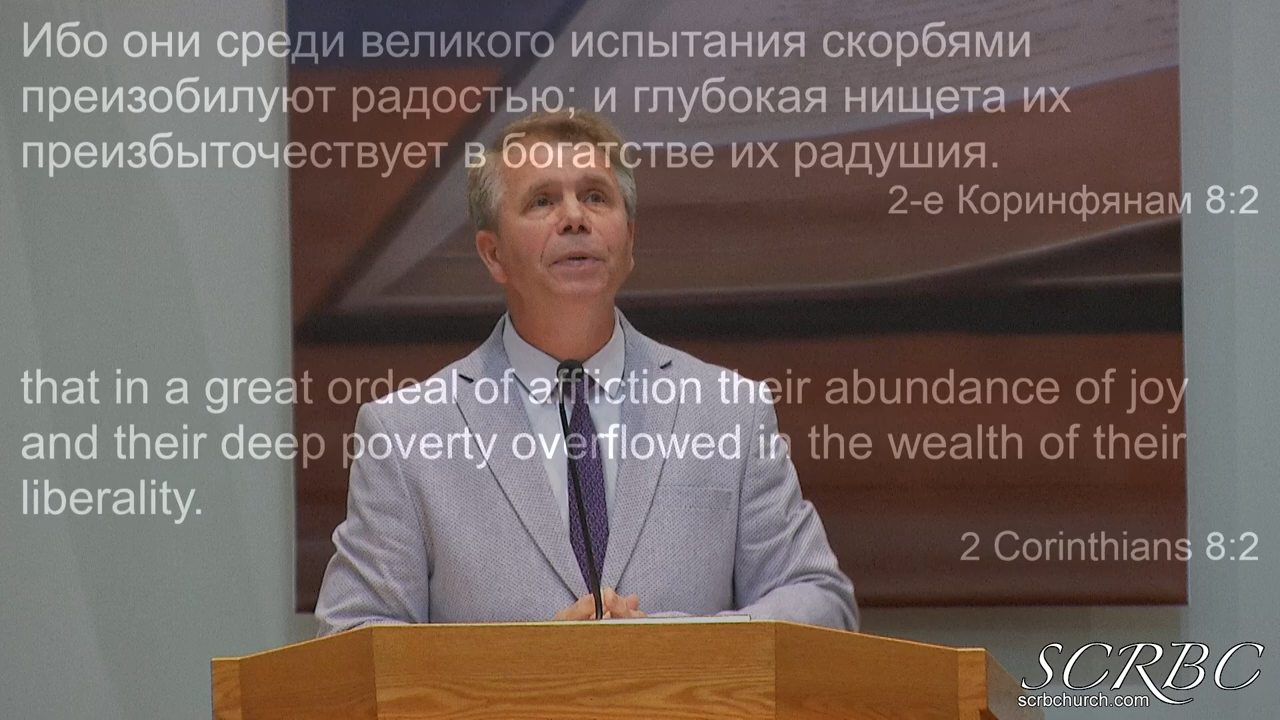 Ибо они среди великого испытания скорбями
преизобилуют радостью; и глубокая нищета их
преизбыточествует в богатстве их радушия.
2-е Коринфянам 8:2
that in a great ordeal of affliction their abundance of joy
and their deep poverty overflowed in the wealth of their
liberality.
2 Corinthians 8:2
SCRBC
scrbchurch.com